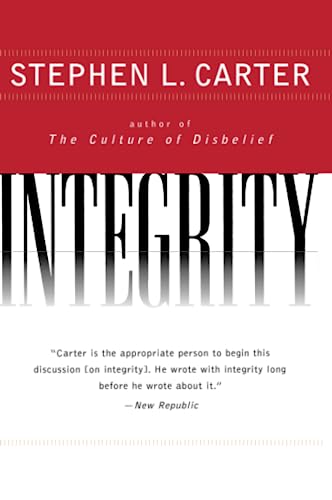 STEPHEN L. CARTER
author of
The Culture of Disbelief
INTEGRITY
“Carter is the appropriate person to begin this
discussion [on integrity]. He wrote with integrity long
before he wrote about it.”
—New Republic